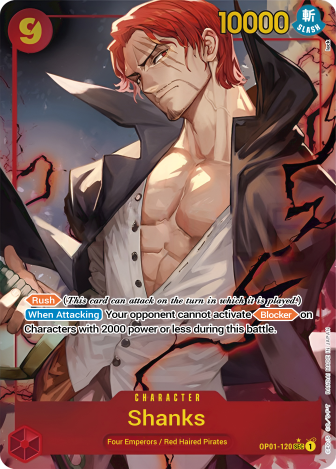 9
10000
斬
SLASH
Rush (This card can attack on the turn in which it is played.)
When Attacking Your opponent cannot activate Blocker on
Characters with 2000 power or less during this battle.
CHARACTER
Shanks
Four Emperors / Red Haired Pirates
OP01-120 SEC ★ 1